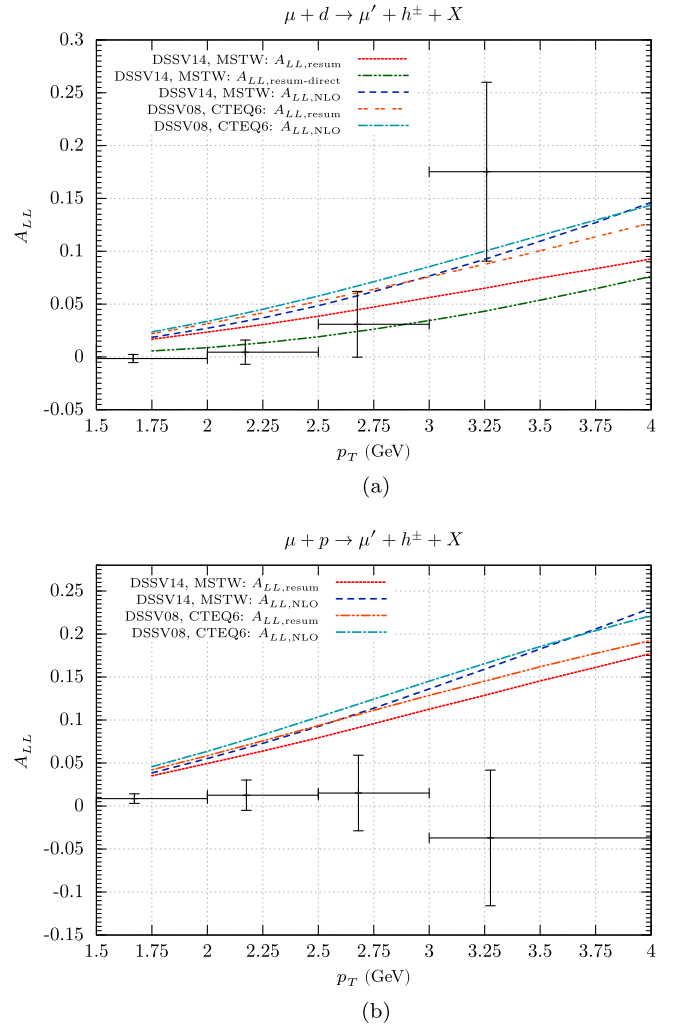 μ + d → μ′ + h± + X
0.3
0.25
0.2
0.15
0.1
0.05
0
-0.05
A_LL
DSSV14, MSTW: A_LL,resum
DSSV14, MSTW: A_LL,resum-direct
DSSV14, MSTW: A_LL,NLO
DSSV08, CTEQ6: A_LL,resum
DSSV08, CTEQ6: A_LL,NLO
1.5 1.75 2 2.25 2.5 2.75 3 3.25 3.5 3.75 4
p_T (GeV)
(a)
μ + p → μ′ + h± + X
0.25
0.2
0.15
0.1
0.05
0
-0.05
-0.1
-0.15
A_LL
DSSV14, MSTW: A_LL,resum
DSSV14, MSTW: A_LL,NLO
DSSV08, CTEQ6: A_LL,resum
DSSV08, CTEQ6: A_LL,NLO
1.5 1.75 2 2.25 2.5 2.75 3 3.25 3.5 3.75 4
p_T (GeV)
(b)